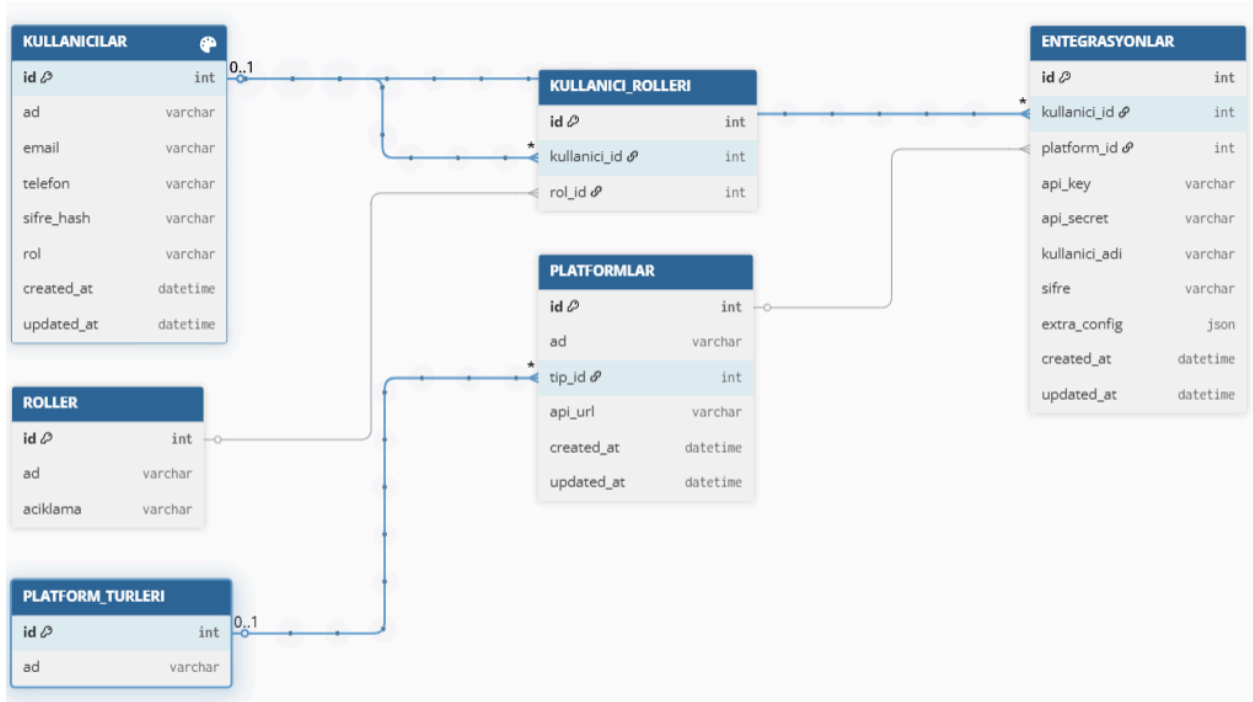 KULLANICILAR
id int
ad varchar
email varchar
telefon varchar
sifre_hash varchar
rol varchar
created_at datetime
updated_at datetime
0..1
ROLLER
id int
ad varchar
aciklama varchar
PLATFORM_TURLERI
id int
ad varchar
0..1
KULLANICI_ROLLERI
id int
* kullanici_id int
rol_id int
PLATFORMLAR
id int
ad varchar
* tip_id int
api_url varchar
created_at datetime
updated_at datetime
ENTEGRASYONLAR
id int
* kullanici_id int
platform_id int
api_key varchar
api_secret varchar
kullanici_adi varchar
sifre varchar
extra_config json
created_at datetime
updated_at datetime